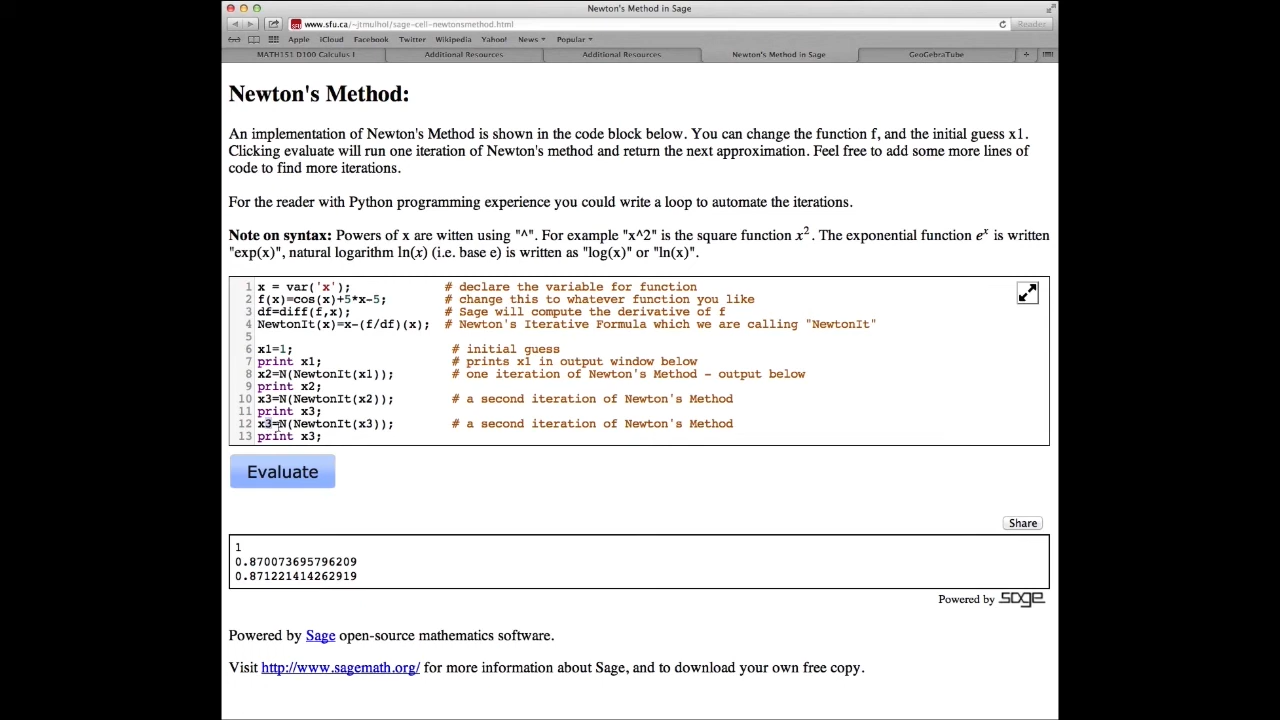 Newton's Method in Sage
www.sfu.ca/~jtmulhol/sage-cell-newtonsmethod.html
Reader
Apple iCloud Facebook Twitter Wikipedia Yahoo! News Popular
MATH151 D100 Calculus I
Additional Resources
Additional Resources
Newton's Method in Sage
GeoGebraTube
Newton's Method:
An implementation of Newton's Method is shown in the code block below. You can change the function f, and the initial guess x1.
Clicking evaluate will run one iteration of Newton's method and return the next approximation. Feel free to add some more lines of
code to find more iterations.
For the reader with Python programming experience you could write a loop to automate the iterations.
Note on syntax: Powers of x are witten using "^". For example "x^2" is the square function x². The exponential function eˣ is written
"exp(x)", natural logarithm ln(x) (i.e. base e) is written as "log(x)" or "ln(x)".
1 x = var('x'); # declare the variable for function
2 f(x)=cos(x)+5*x-5; # change this to whatever function you like
3 df=diff(f,x); # Sage will compute the derivative of f
4 NewtonIt(x)=x-(f/df)(x); # Newton's Iterative Formula which we are calling "NewtonIt"
5
6 x1=1; # initial guess
7 print x1; # prints x1 in output window below
8 x2=N(NewtonIt(x1)); # one iteration of Newton's Method - output below
9 print x2;
10 x3=N(NewtonIt(x2)); # a second iteration of Newton's Method
11 print x3;
12 x3=N(NewtonIt(x3)); # a second iteration of Newton's Method
13 print x3;
Evaluate
Share
1
0.870073695796209
0.871221414262919
Powered by sage
Powered by Sage open-source mathematics software.
Visit http://www.sagemath.org/ for more information about Sage, and to download your own free copy.